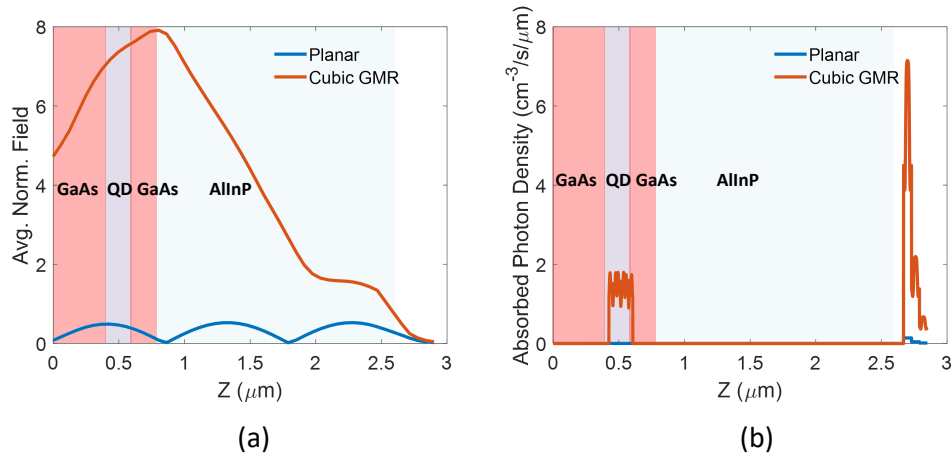 Avg. Norm. Field
8
6
4
2
0
Planar
Cubic GMR
GaAs QD GaAs AlInP
0 0.5 1 1.5 2 2.5 3
Z (μm)
(a)
Absorbed Photon Density (cm⁻³/s/μm)
8
6
4
2
0
Planar
Cubic GMR
GaAs QD GaAs AlInP
0 0.5 1 1.5 2 2.5 3
Z (μm)
(b)